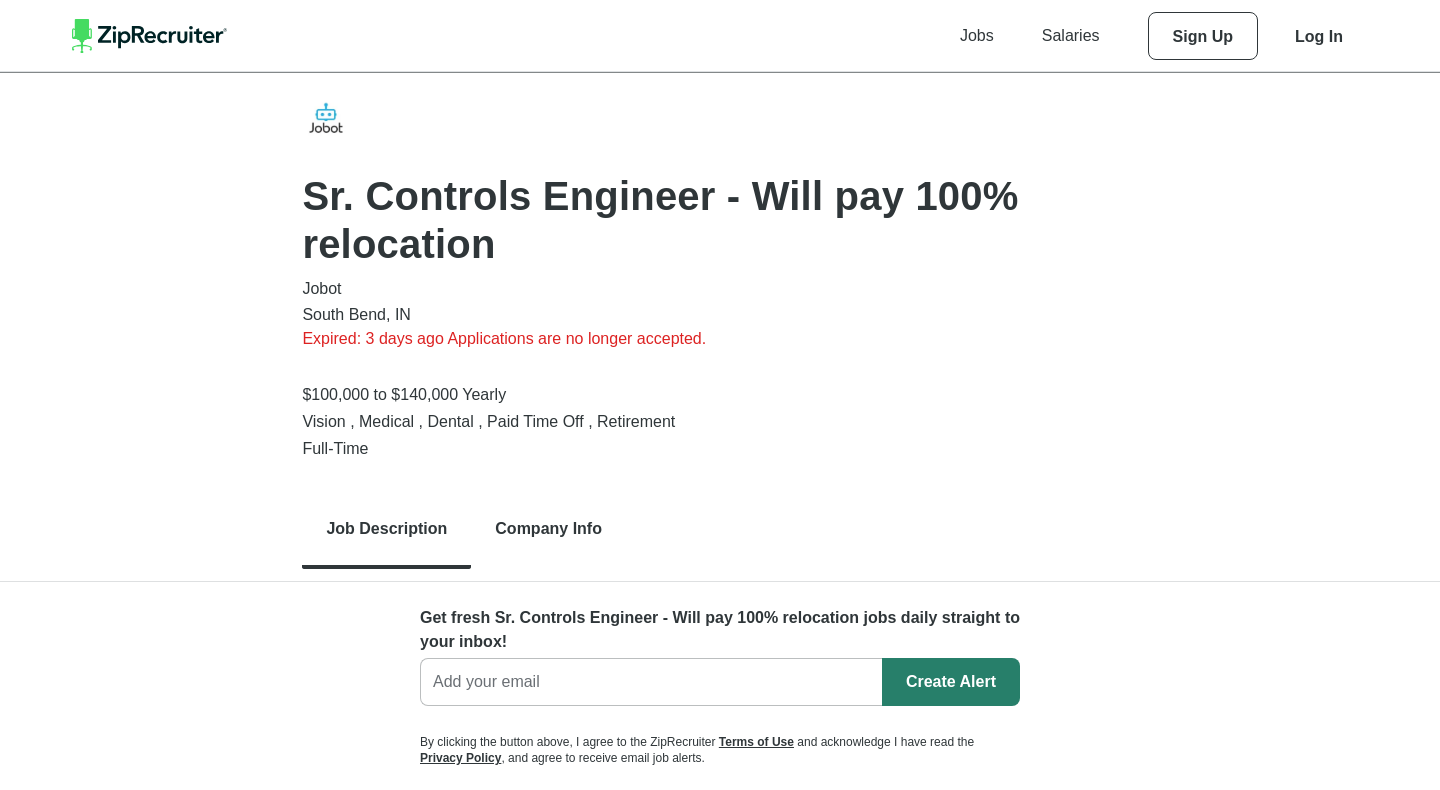 ZipRecruiter
Jobs
Salaries
Sign Up
Log In
Jobot
Sr. Controls Engineer - Will pay 100%
relocation
Jobot
South Bend, IN
Expired: 3 days ago Applications are no longer accepted.
$100,000 to $140,000 Yearly
Vision , Medical , Dental , Paid Time Off , Retirement
Full-Time
Job Description
Company Info
Get fresh Sr. Controls Engineer - Will pay 100% relocation jobs daily straight to
your inbox!
Add your email
Create Alert
By clicking the button above, I agree to the ZipRecruiter Terms of Use and acknowledge I have read the
Privacy Policy, and agree to receive email job alerts.